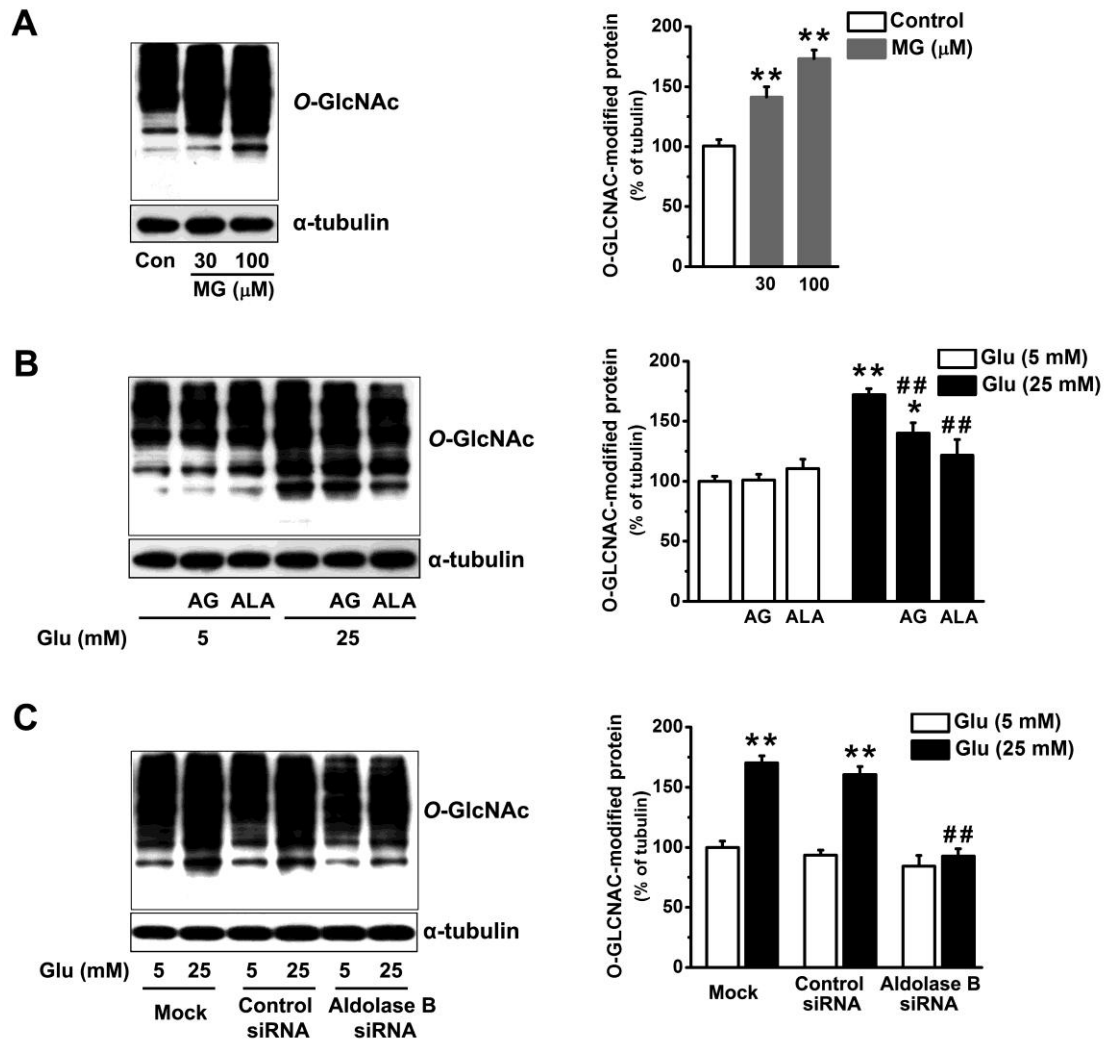 A
O-GlcNAc
α-tubulin
Con 30 100
MG (μM)
O-GLCNAC-modified protein
(% of tubulin)
200
150
100
50
0
** **
30 100
Control
MG (μM)
B
O-GlcNAc
α-tubulin
AG ALA AG ALA
Glu (mM) 5 25
O-GLCNAC-modified protein
(% of tubulin)
200
150
100
50
0
**
##
*
##
AG ALA AG ALA
Glu (5 mM)
Glu (25 mM)
C
O-GlcNAc
α-tubulin
Glu (mM) 5 25 5 25 5 25
Mock Control Aldolase B
siRNA siRNA
O-GLCNAC-modified protein
(% of tubulin)
200
150
100
50
0
** ** ##
Mock Control Aldolase B
siRNA siRNA
Glu (5 mM)
Glu (25 mM)